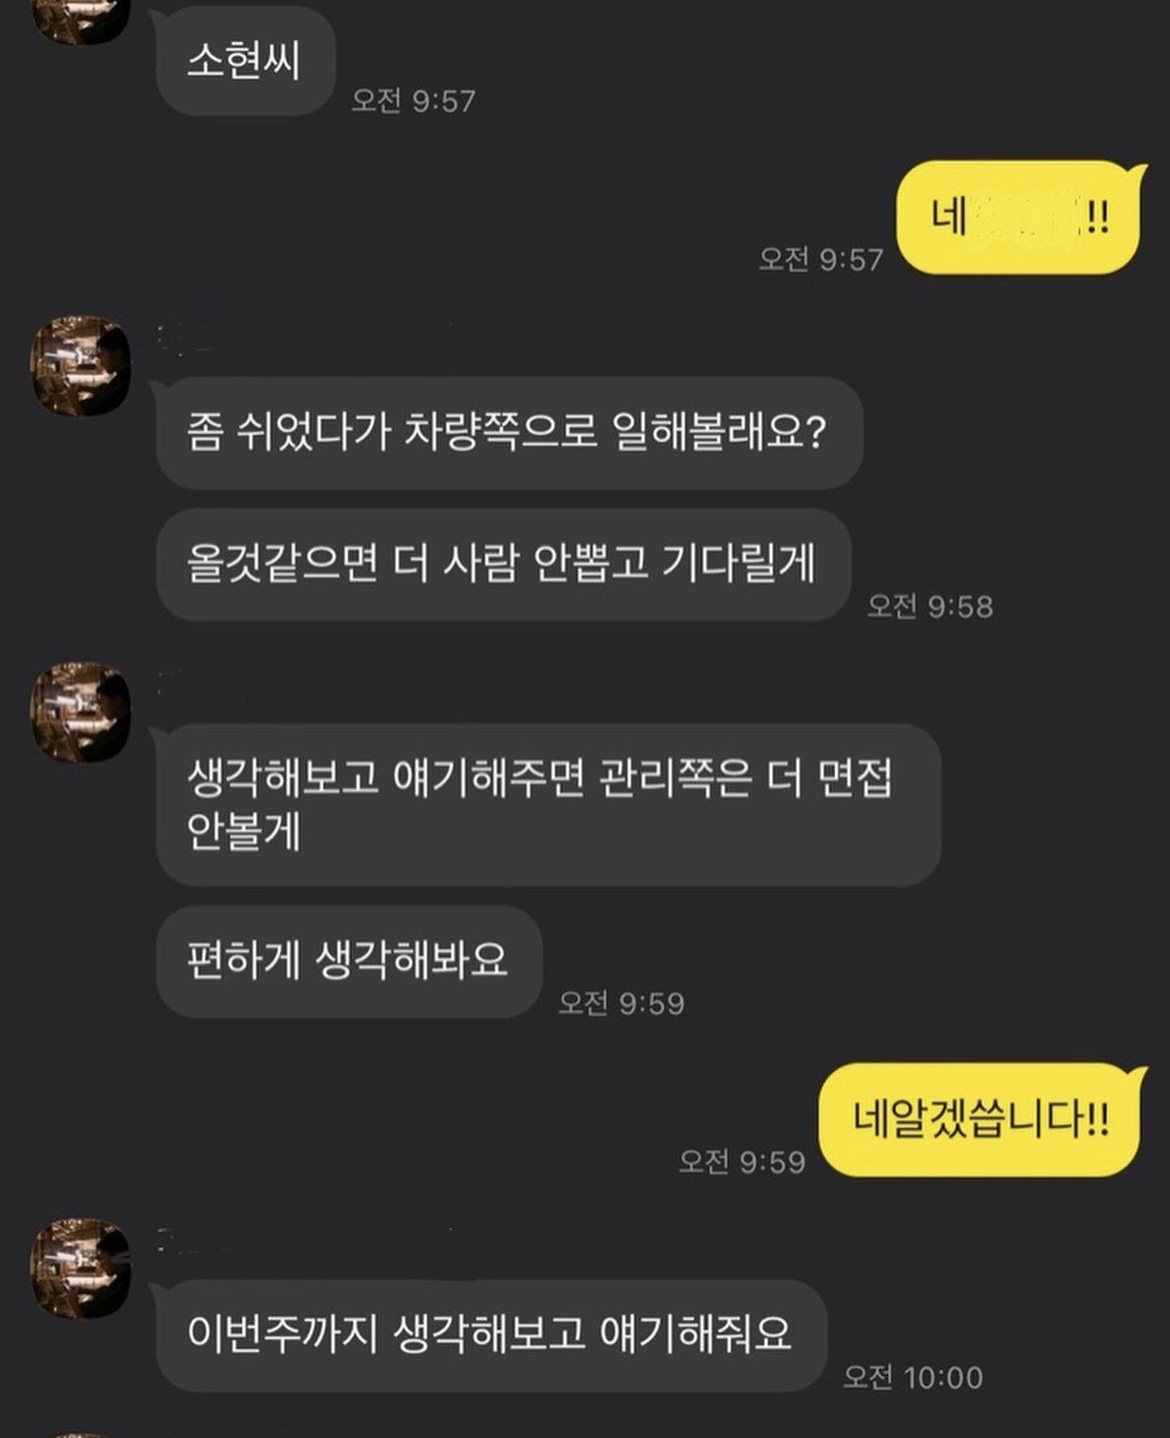 소현씨
오전 9:57
네 !!
오전 9:57
좀 쉬었다가 차량쪽으로 일해볼래요?
올것같으면 더 사람 안뽑고 기다릴게
오전 9:58
생각해보고 얘기해주면 관리쪽은 더 면접
안볼게
편하게 생각해봐요
오전 9:59
네알겠씁니다!!
오전 9:59
이번주까지 생각해보고 얘기해줘요
오전 10:00